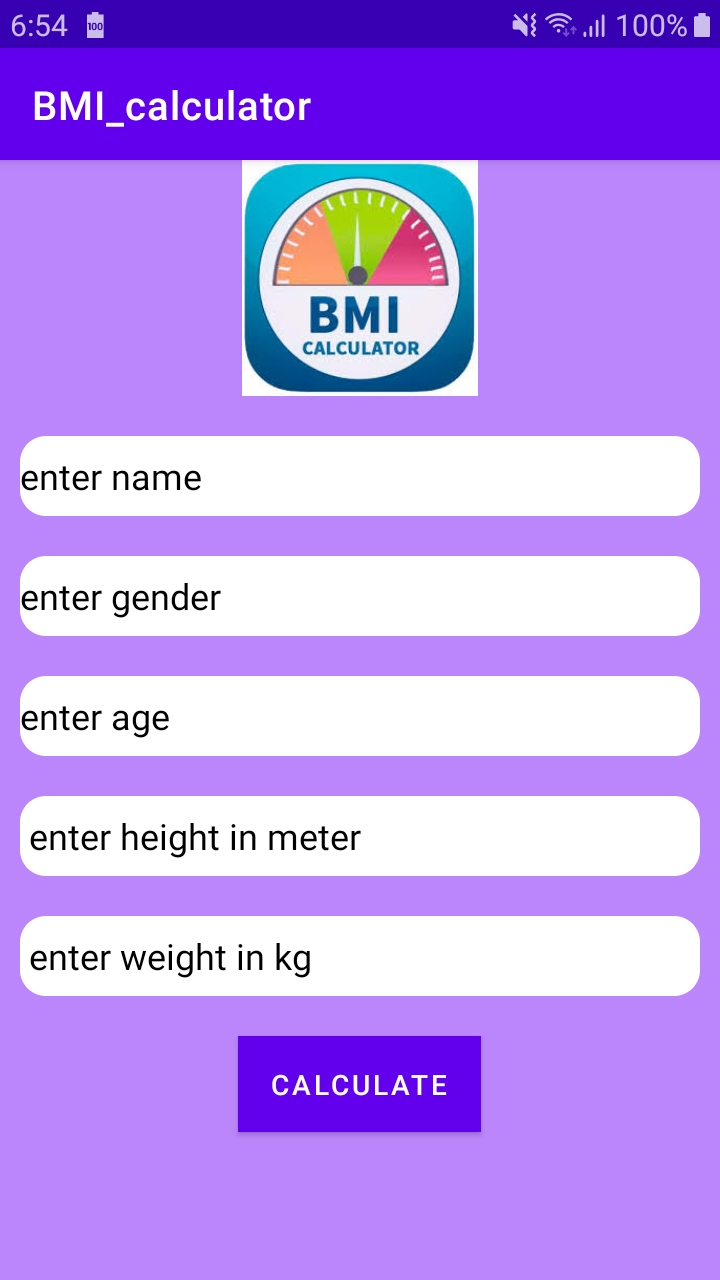 6:54 100 100%
BMI_calculator
BMI
CALCULATOR
enter name
enter gender
enter age
enter height in meter
enter weight in kg
CALCULATE